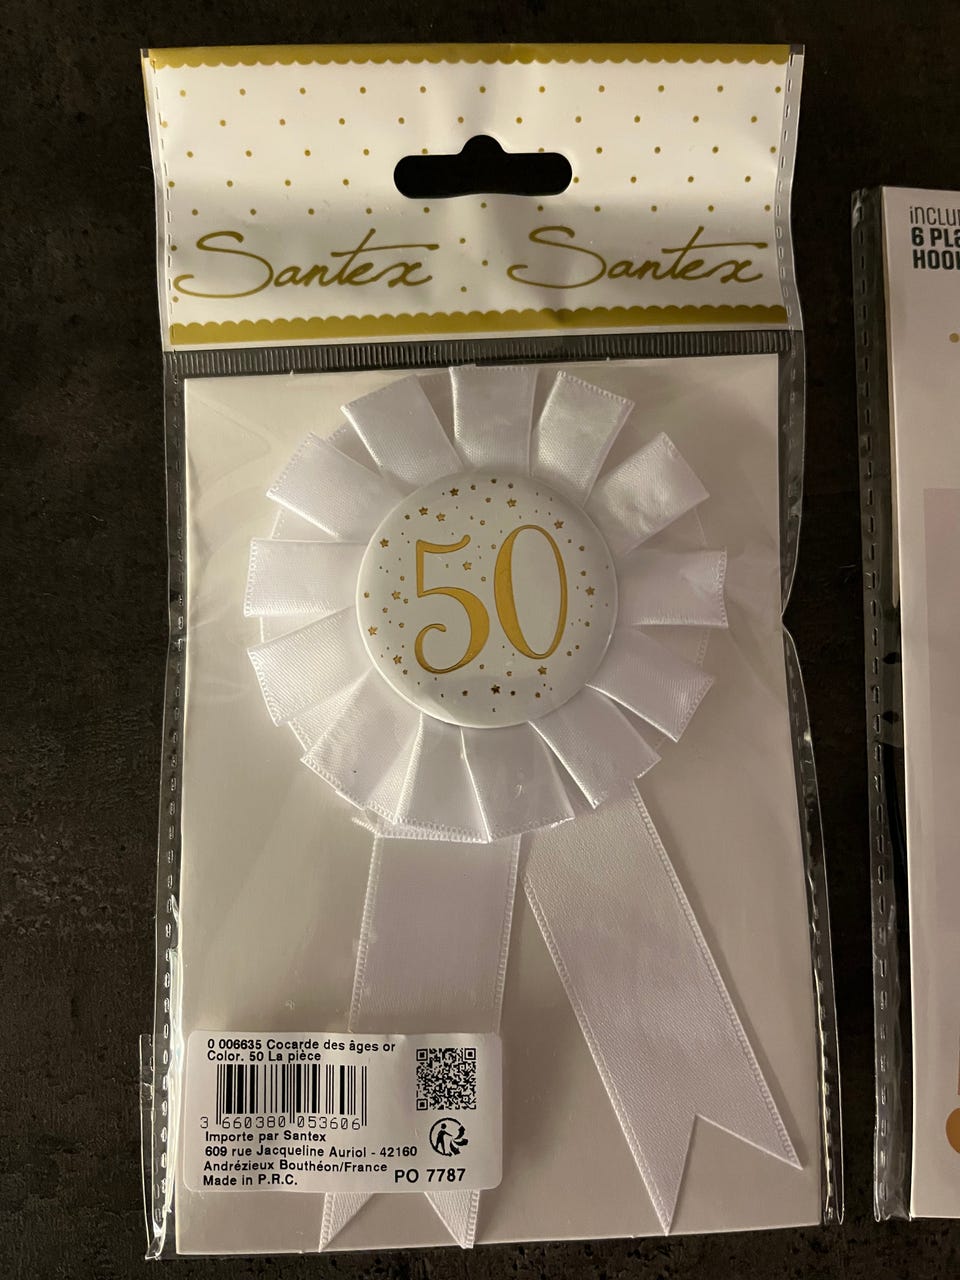 Santex Santex
INCLU
6 PLa
HOOK
50
0 006635 Cocarde des âges or
Color. 50 La pièce
3 660380 053606
Importe par Santex
609 rue Jacqueline Auriol - 42160
Andrézieux Bouthéon/France
Made in P.R.C.
PO 7787